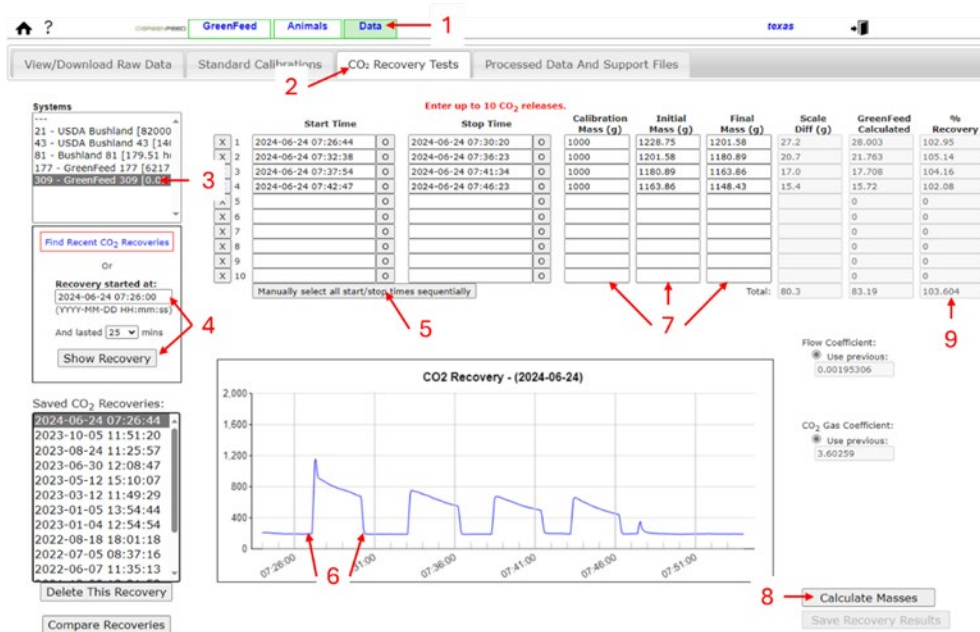 ?
GREENFEED
GreenFeed
Animals
Data
1
texas
View/Download Raw Data
Standard Calibrations
2
CO₂ Recovery Tests
Processed Data And Support Files
Systems
---
21 - USDA Bushland [82000
43 - USDA Bushland 43 [14
81 - Bushland 81 [179.51 h
177 - GreenFeed 177 [6217
309 - GreenFeed 309 [0.0
3
Enter up to 10 CO₂ releases.
Start Time Stop Time Calibration Mass (g) Initial Mass (g) Final Mass (g) Scale Diff (g) GreenFeed Calculated % Recovery
X 1 2024-06-24 07:26:44 O 2024-06-24 07:30:20 O 1000 1228.75 1201.58 27.2 28.003 102.95
X 2 2024-06-24 07:32:38 O 2024-06-24 07:36:23 O 1000 1201.58 1180.89 20.7 21.763 105.14
3 2024-06-24 07:37:54 O 2024-06-24 07:41:34 O 1000 1180.89 1163.86 17.0 17.708 104.16
4 2024-06-24 07:42:47 O 2024-06-24 07:46:23 O 1000 1163.86 1148.43 15.4 15.72 102.08
X 5 O O 0 0
X 6 O O 0 0
X 7 O O 0 0
X 8 O O 0 0
X 9 O O 0 0
X 10 O O 0 0
Manually select all start/stop times sequentially
Total: 80.3 83.19 103.604
5
7
9
Find Recent CO₂ Recoveries
Or
Recovery started at:
2024-06-24 07:26:00
(YYYY-MM-DD HH:mm:ss)
And lasted 25 mins
Show Recovery
4
Flow Coefficient:
Use previous:
0.00195306
CO₂ Gas Coefficient:
Use previous:
3.60259
Saved CO₂ Recoveries:
2024-06-24 07:26:44
2023-10-05 11:51:20
2023-08-24 11:25:57
2023-06-30 12:08:47
2023-05-12 15:10:07
2023-03-12 11:49:29
2023-01-05 13:54:44
2023-01-04 12:54:54
2022-08-18 18:01:18
2022-07-05 08:37:16
2022-06-07 11:35:13
Delete This Recovery
Compare Recoveries
CO2 Recovery - (2024-06-24)
2,000
1,600
1,200
800
400
0
07:26:00
31:00
07:36:00
07:41:00
07:46:00
07:51:00
6
8
Calculate Masses
Save Recovery Results